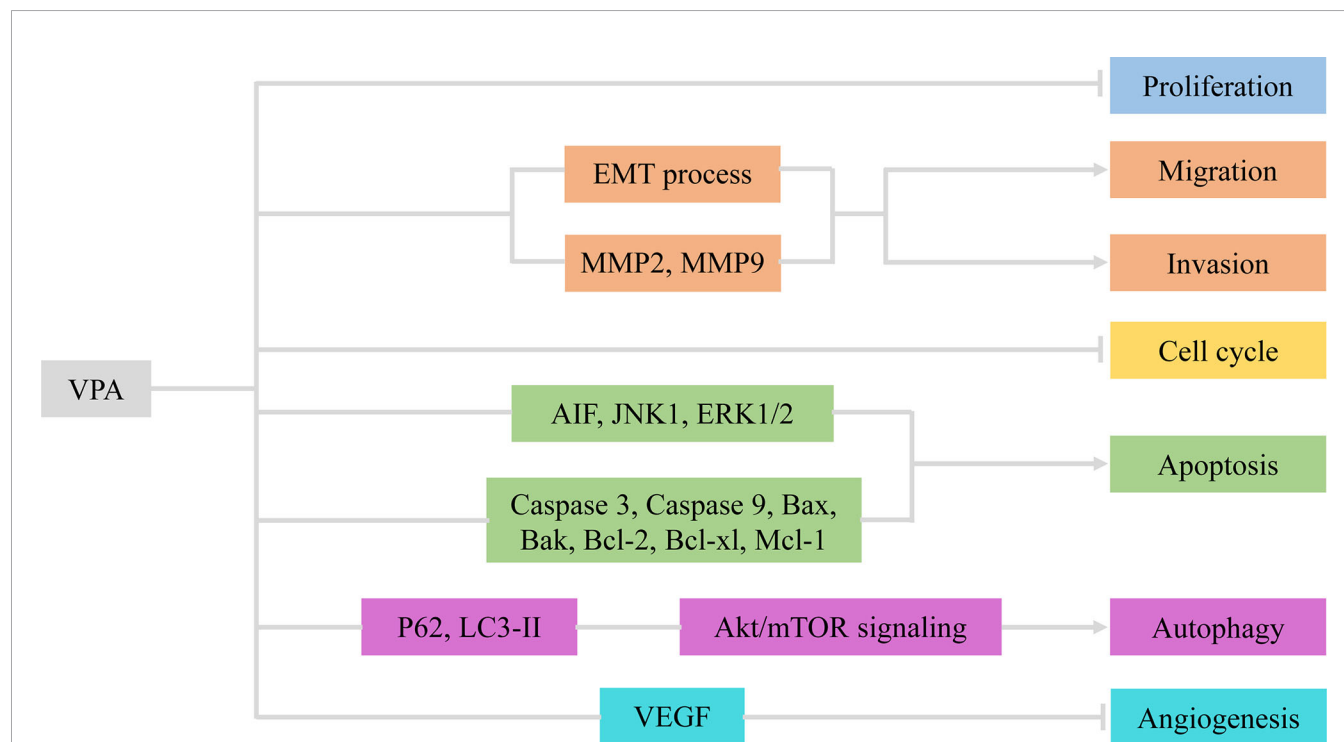 Proliferation
EMT process
Migration
MMP2, MMP9
Invasion
Cell cycle
VPA
AIF, JNK1, ERK1/2
Apoptosis
Caspase 3, Caspase 9, Bax,
Bak, Bcl-2, Bcl-xl, Mcl-1
P62, LC3-II
Akt/mTOR signaling
Autophagy
VEGF
Angiogenesis